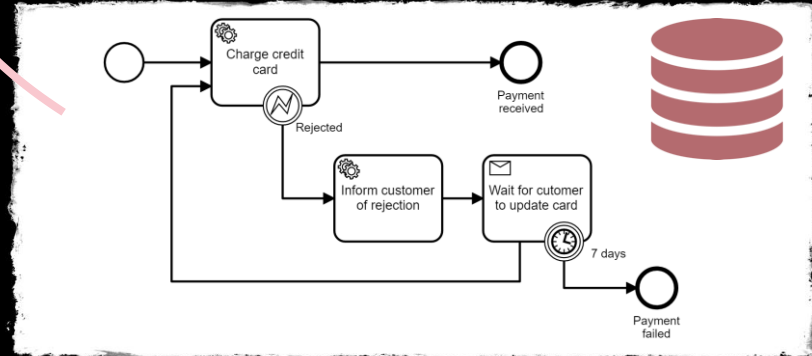 Charge credit
card
Payment
received
Rejected
Inform customer
of rejection
Wait for cutomer
to update card
7 days
Payment
failed